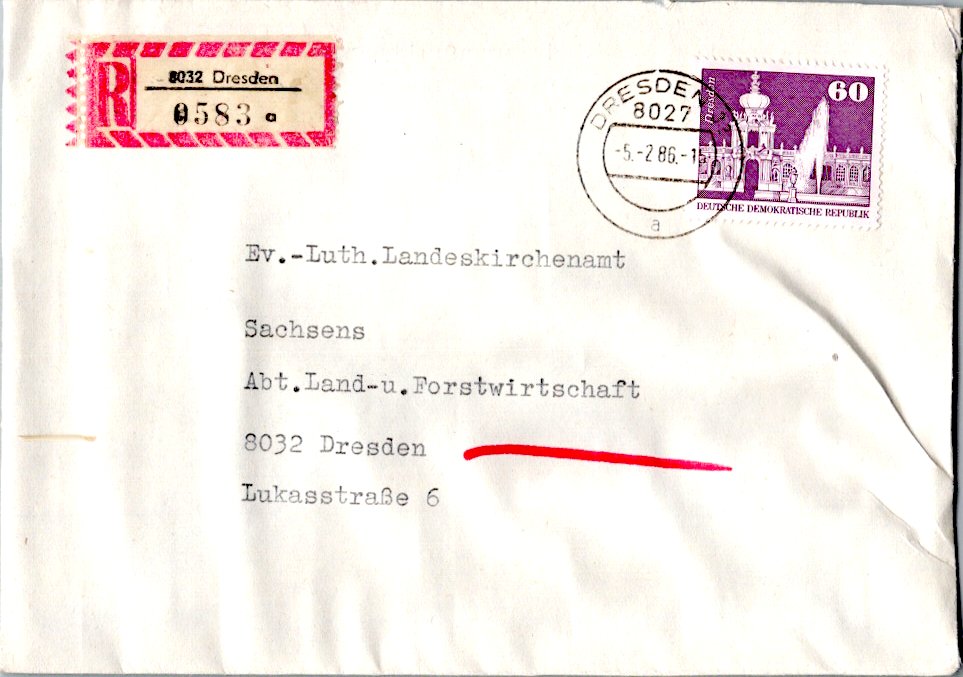 R
8032 Dresden
0583 a
DRESDEN
8027
-5.-2 86.-15
a
Dresden
60
DEUTSCHE DEMOKRATISCHE REPUBLIK
Ev.-Luth.Landeskirchenamt
Sachsens
Abt.Land-u.Forstwirtschaft
8032 Dresden
Lukasstraße 6